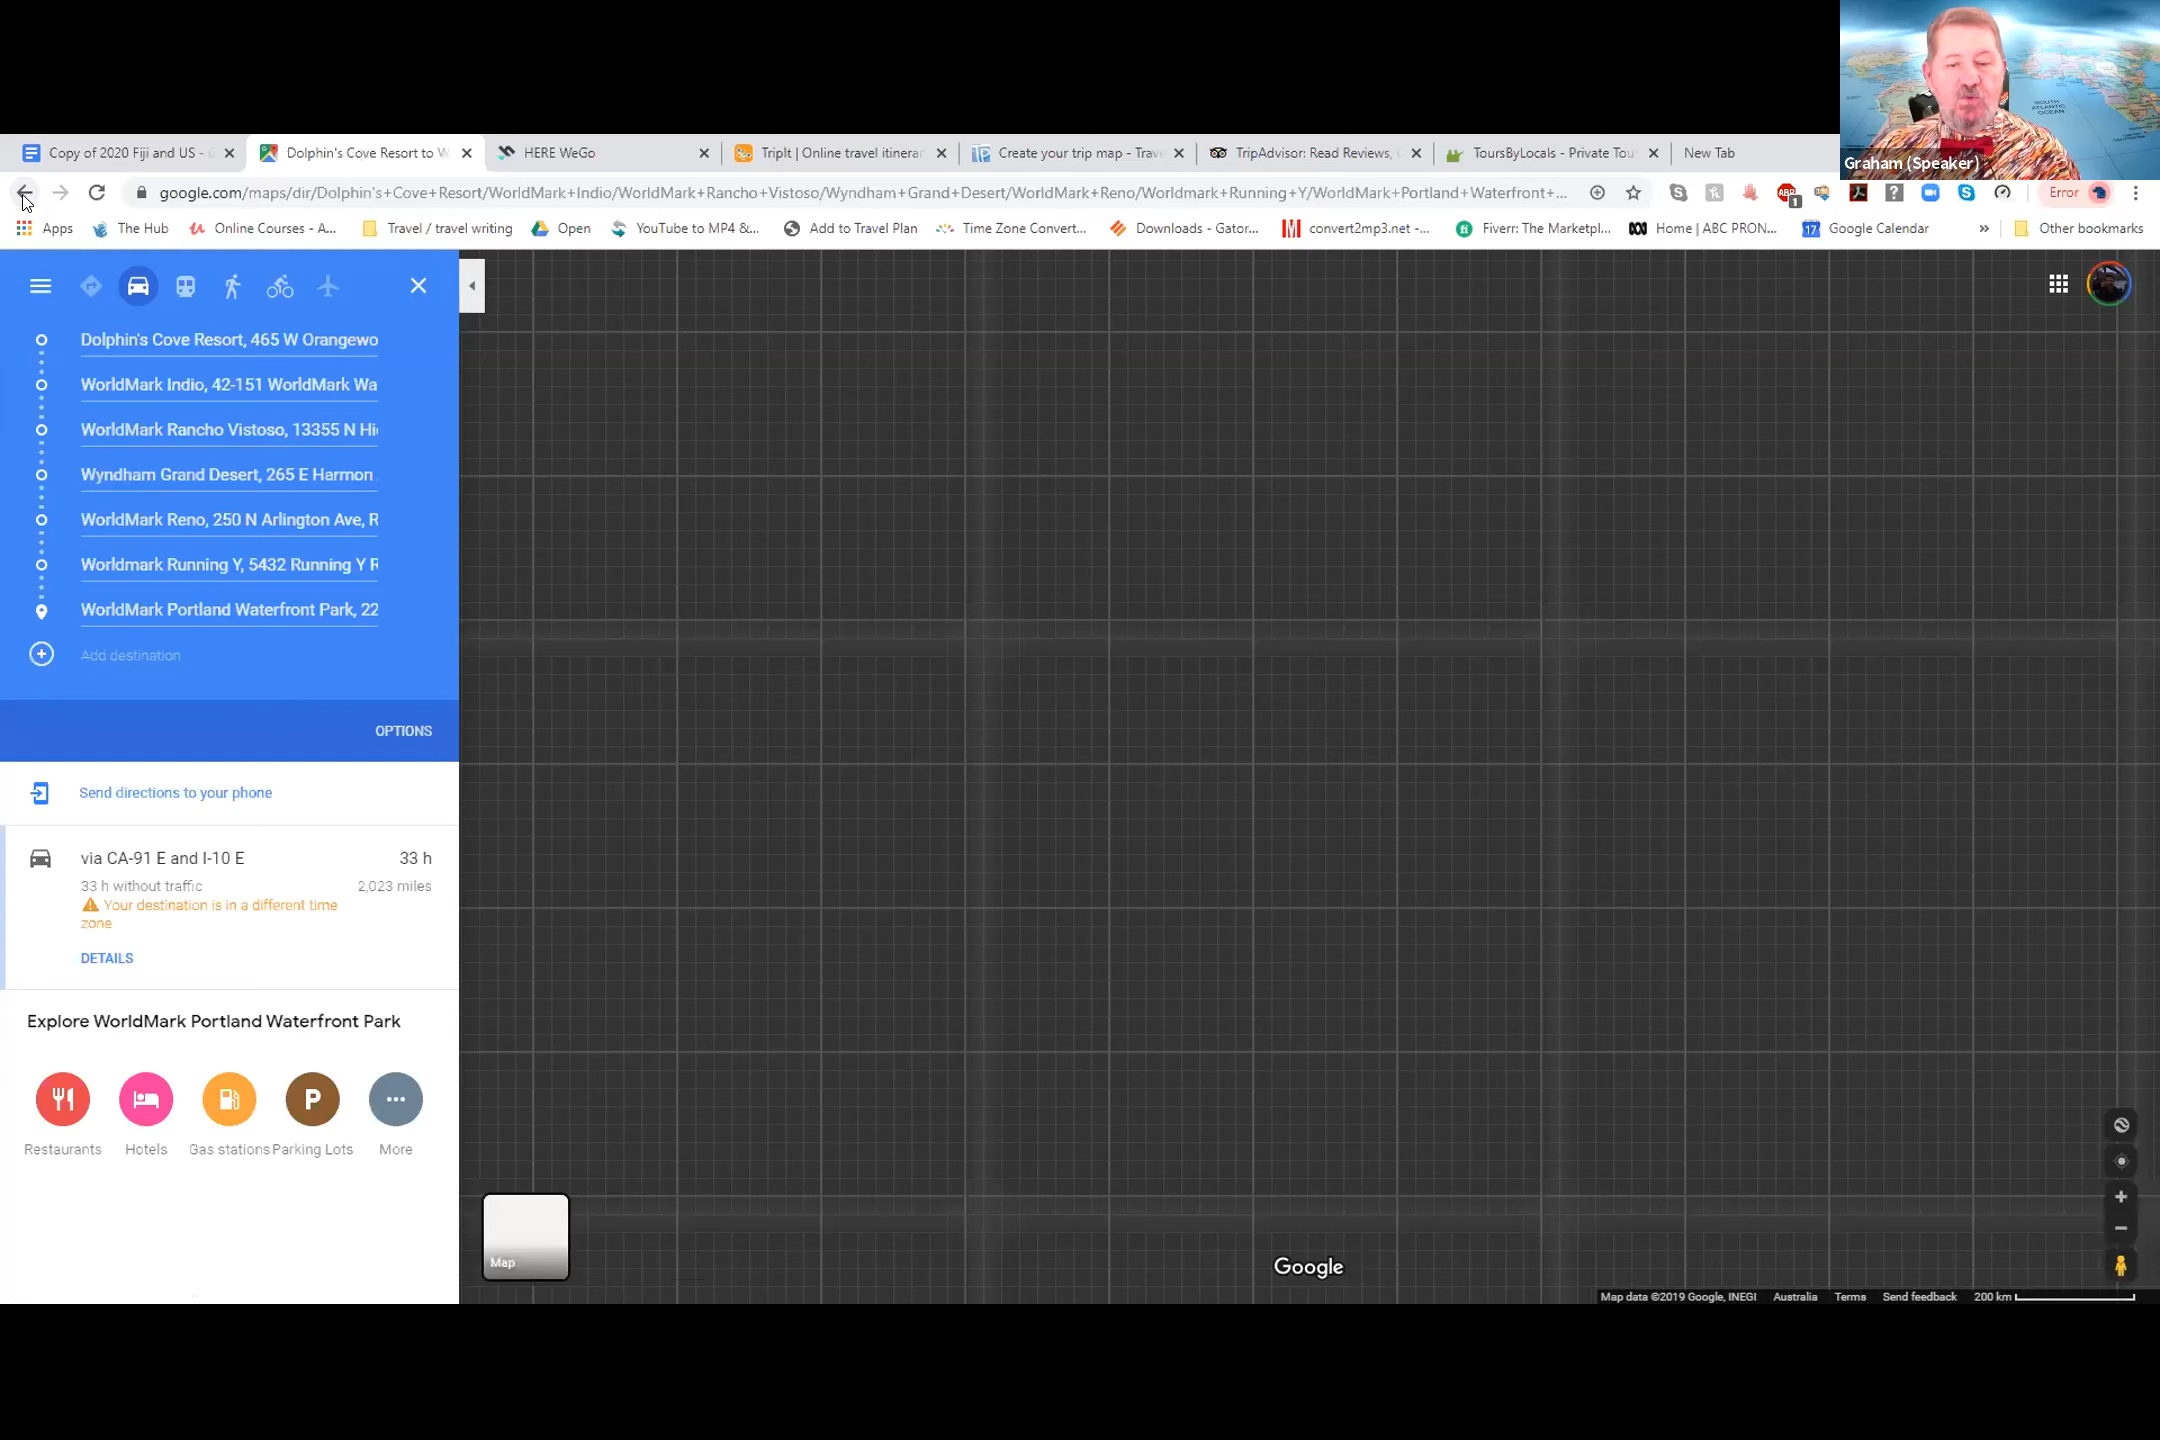 SOUTH
ATLANTIC
OCEAN
Graham (Speaker)
Copy of 2020 Fiji and US -
Dolphin's Cove Resort to W
HERE WeGo
TripIt | Online travel itinerar
Create your trip map - Trave
TripAdvisor: Read Reviews,
ToursByLocals - Private Tou
New Tab
google.com/maps/dir/Dolphin's+Cove+Resort/WorldMark+Indio/WorldMark+Rancho+Vistoso/Wyndham+Grand+Desert/WorldMark+Reno/Worldmark+Running+Y/WorldMark+Portland+Waterfront+...
ABP
1
Error
Apps
The Hub
Online Courses - A...
Travel / travel writing
Open
YouTube to MP4 &...
Add to Travel Plan
Time Zone Convert...
Downloads - Gator...
convert2mp3.net -...
Fiverr: The Marketpl...
Home | ABC PRON...
17
Google Calendar
»
Other bookmarks
Dolphin's Cove Resort, 465 W Orangewo
WorldMark Indio, 42-151 WorldMark Wa
WorldMark Rancho Vistoso, 13355 N Hi
Wyndham Grand Desert, 265 E Harmon
WorldMark Reno, 250 N Arlington Ave, R
Worldmark Running Y, 5432 Running Y R
WorldMark Portland Waterfront Park, 22
Add destination
OPTIONS
Send directions to your phone
via CA-91 E and I-10 E
33 h
33 h without traffic
2,023 miles
Your destination is in a different time
zone
DETAILS
Explore WorldMark Portland Waterfront Park
P
Restaurants
Hotels
Gas stations
Parking Lots
More
Map
Google
Map data ©2019 Google, INEGI
Australia
Terms
Send feedback
200 km